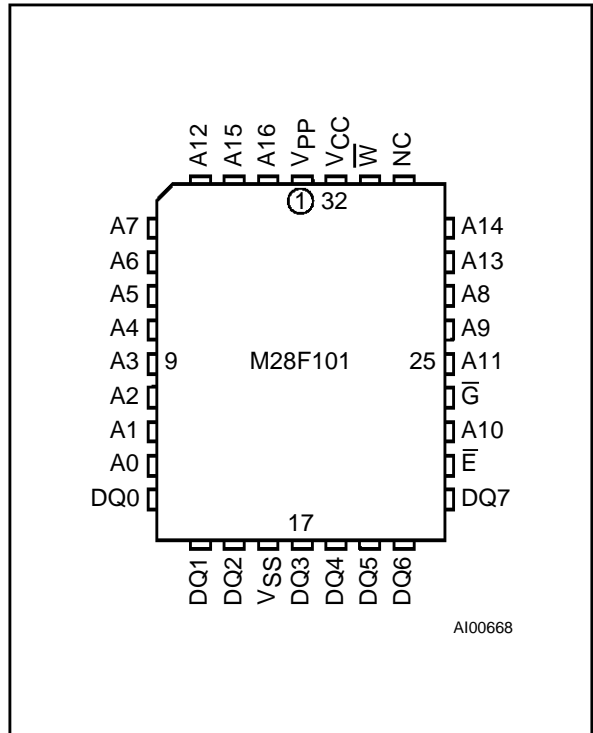 A12 A15 A16 VPP VCC W̅ NC
1 32
A7 A14
A6 A13
A5 A8
A4 A9
A3 9 M28F101 25 A11
A2 G̅
A1 A10
A0 E̅
DQ0 DQ7
17
DQ1 DQ2 VSS DQ3 DQ4 DQ5 DQ6
AI00668